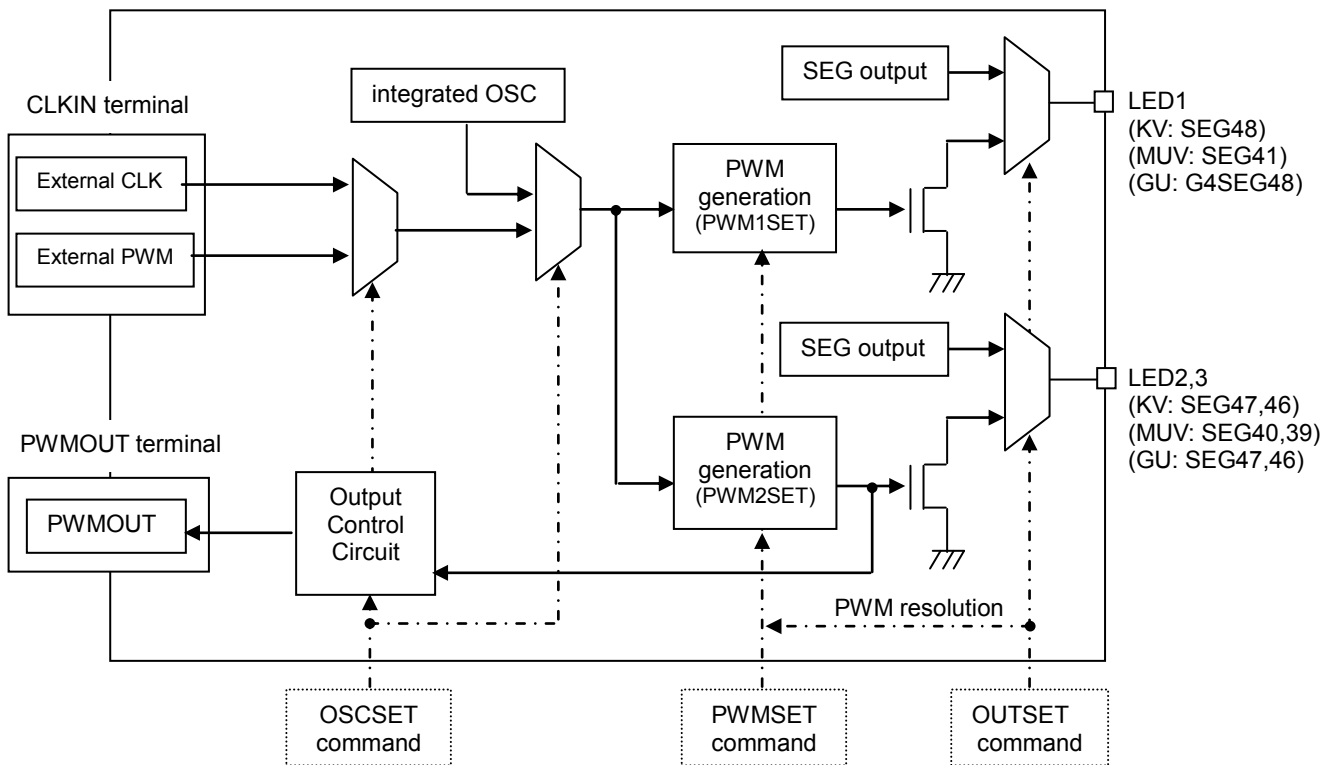 SEG output
integrated OSC
CLKIN terminal
LED1
(KV: SEG48)
(MUV: SEG41)
(GU: G4SEG48)
External CLK
PWM
generation
(PWM1SET)
External PWM
SEG output
LED2,3
(KV: SEG47,46)
(MUV: SEG40,39)
(GU: SEG47,46)
PWMOUT terminal
PWM
generation
(PWM2SET)
PWMOUT
Output
Control
Circuit
PWM resolution
OSCSET
command
PWMSET
command
OUTSET
command